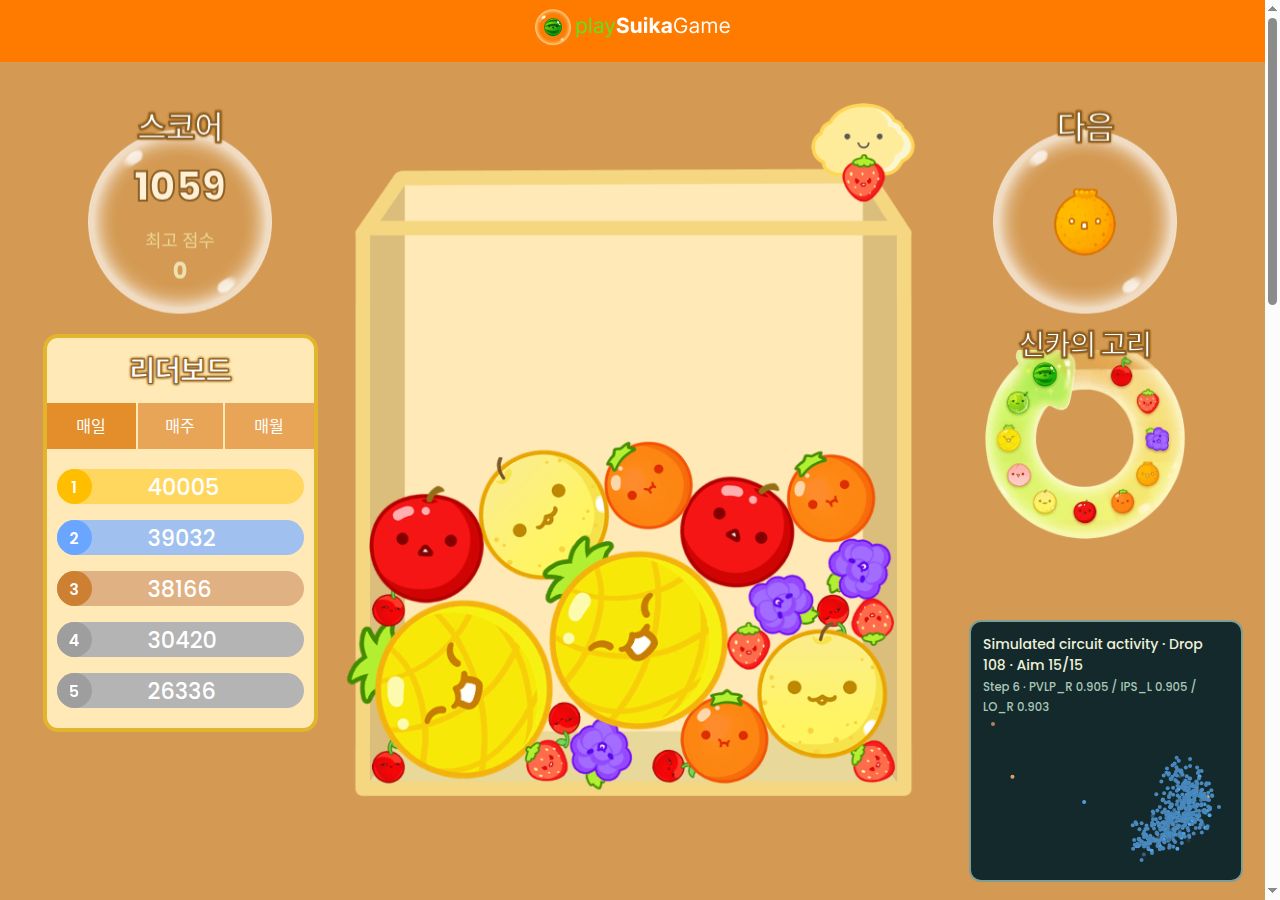 playSuikaGame
스코어
1059
최고 점수
0
다음
리더보드
매일 매주 매월
1 40005
2 39032
3 38166
4 30420
5 26336
신카의 고리
Simulated circuit activity · Drop
108 · Aim 15/15
Step 6 · PVLP_R 0.905 / IPS_L 0.905 /
LO_R 0.903